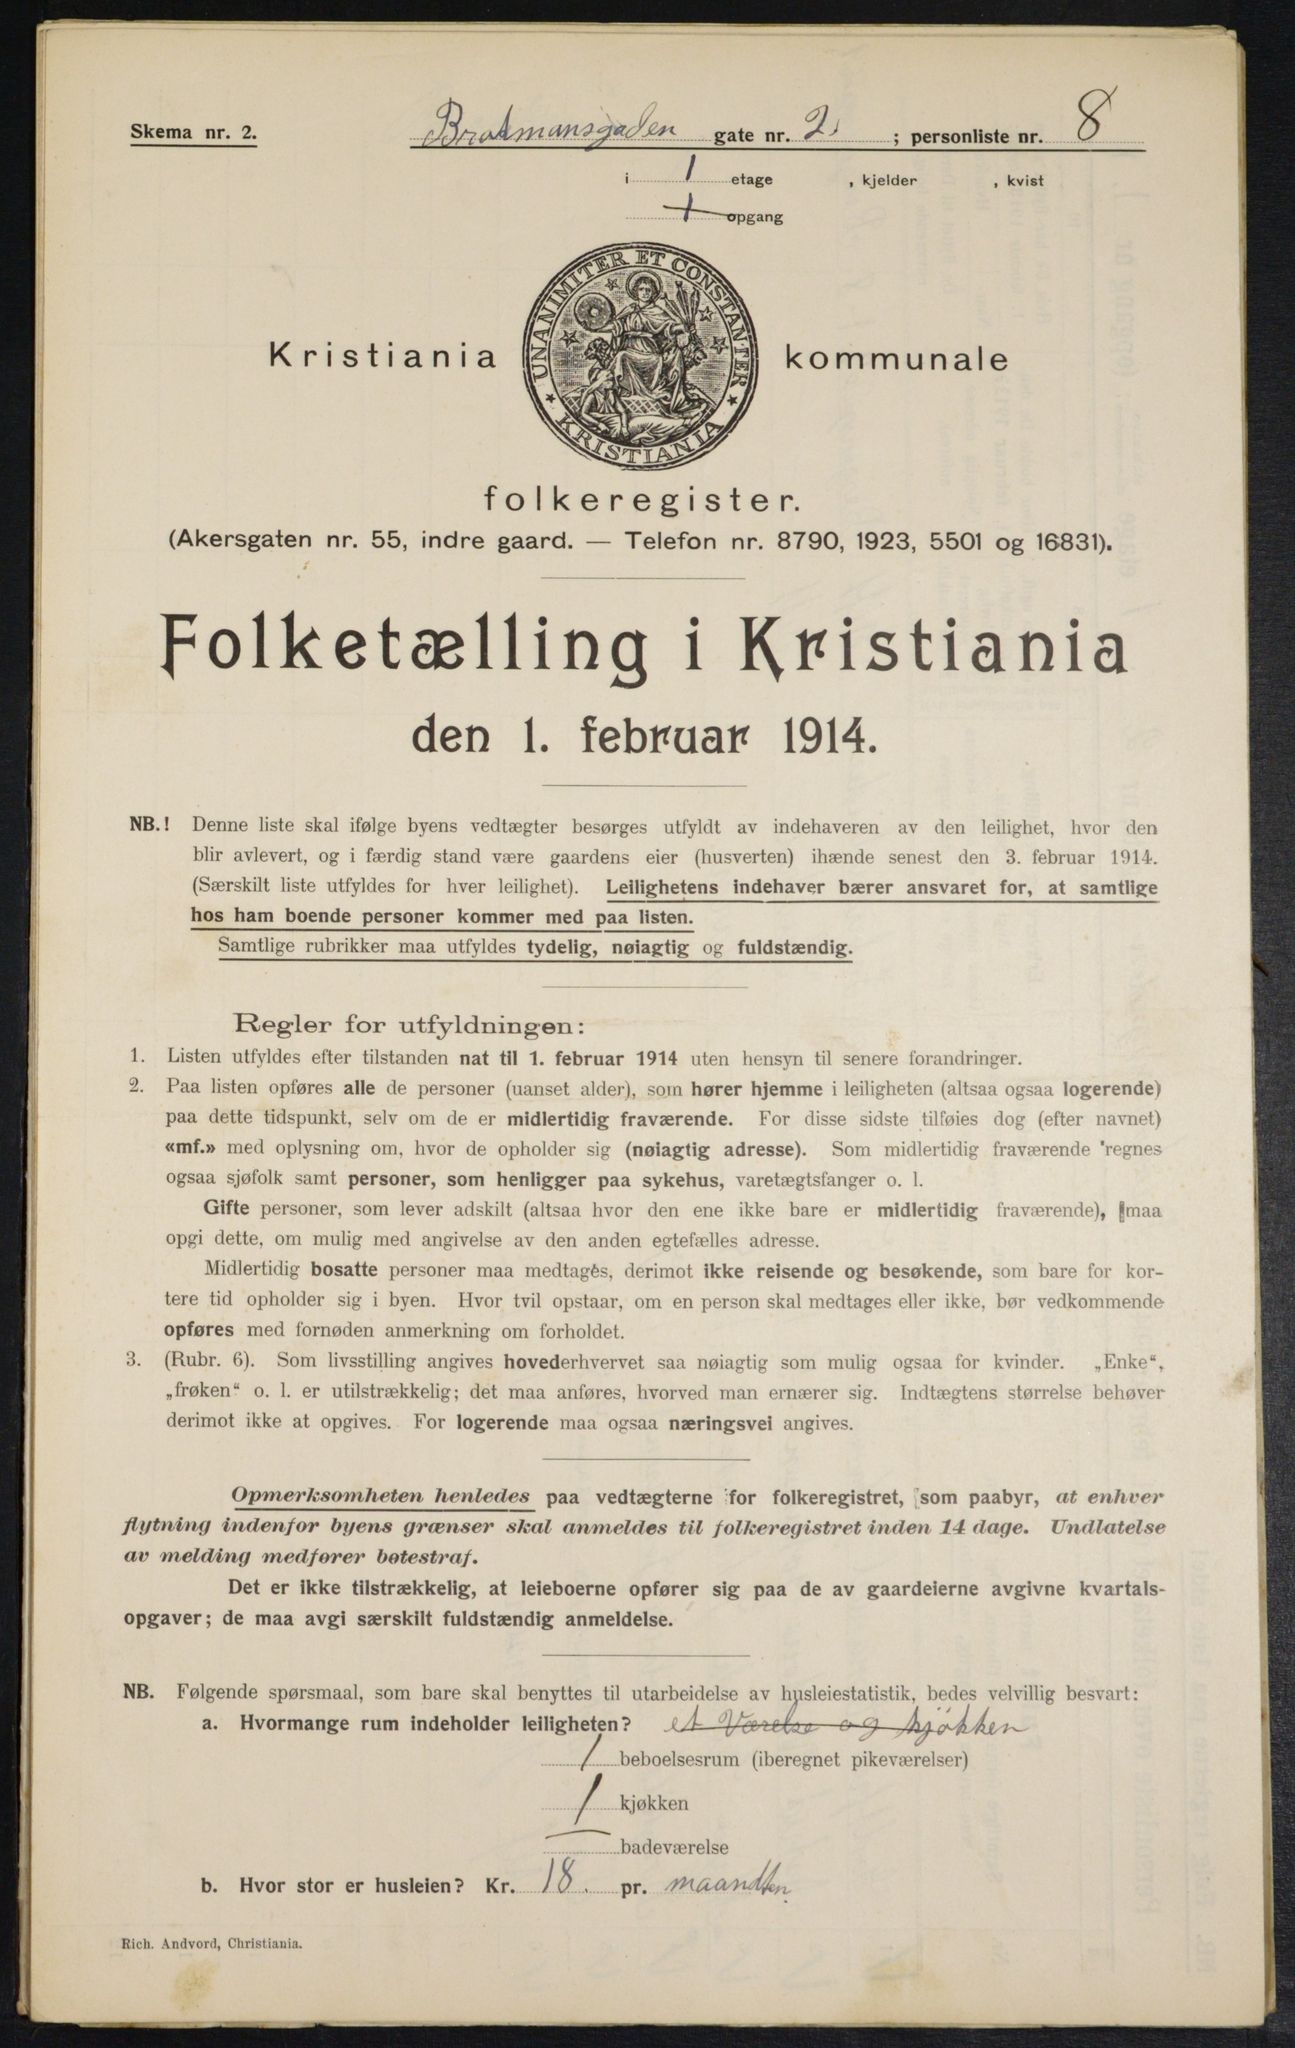 Skema nr. 2.
Bratmansgaden gate nr. 2. ; personliste nr. 8
i 1 etage , kjelder , kvist
1 opgang
UNANIMITER ET CONSTANTER
KRISTIANIA
Kristiania kommunale
folkeregister.
(Akersgaten nr. 55, indre gaard. — Telefon nr. 8790, 1923, 5501 og 16831).
Folketælling i Kristiania
den 1. februar 1914.
NB.! Denne liste skal ifølge byens vedtægter besørges utfyldt av indehaveren av den leilighet, hvor den
blir avlevert, og i færdig stand være gaardens eier (husverten) ihænde senest den 3. februar 1914.
(Særskilt liste utfyldes for hver leilighet). Leilighetens indehaver bærer ansvaret for, at samtlige
hos ham boende personer kommer med paa listen.
Samtlige rubrikker maa utfyldes tydelig, nøiagtig og fuldstændig.
Regler for utfyldningen:
1. Listen utfyldes efter tilstanden nat til 1. februar 1914 uten hensyn til senere forandringer.
2. Paa listen opføres alle de personer (uanset alder), som hører hjemme i leiligheten (altsaa ogsaa logerende)
paa dette tidspunkt, selv om de er midlertidig fraværende. For disse sidste tilføies dog (efter navnet)
«mf.» med oplysning om, hvor de opholder sig (nøiagtig adresse). Som midlertidig fraværende regnes
ogsaa sjøfolk samt personer, som henligger paa sykehus, varetægtsfanger o. l.
Gifte personer, som lever adskilt (altsaa hvor den ene ikke bare er midlertidig fraværende), maa
opgi dette, om mulig med angivelse av den anden egtefælles adresse.
Midlertidig bosatte personer maa medtages, derimot ikke reisende og besøkende, som bare for kor-
tere tid opholder sig i byen. Hvor tvil opstaar, om en person skal medtages eller ikke, bør vedkommende
opføres med fornøden anmerkning om forholdet.
3. (Rubr. 6). Som livsstilling angives hovederhvervet saa nøiagtig som mulig ogsaa for kvinder. „Enke“,
„frøken“ o. l. er utilstrækkelig; det maa anføres, hvorved man ernærer sig. Indtægtens størrelse behøver
derimot ikke at opgives. For logerende maa ogsaa næringsvei angives.
Opmerksomheten henledes paa vedtægterne for folkeregistret, som paabyr, at enhver
flytning indenfor byens grænser skal anmeldes til folkeregistret inden 14 dage. Undlatelse
av melding medfører bøtestraf.
Det er ikke tilstrækkelig, at leieboerne opfører sig paa de av gaardeierne avgivne kvartals-
opgaver; de maa avgi særskilt fuldstændig anmeldelse.
NB. Følgende spørsmaal, som bare skal benyttes til utarbeidelse av husleiestatistik, bedes velvillig besvart:
a. Hvormange rum indeholder leiligheten? et Værelse og kjøkken
1 beboelsesrum (iberegnet pikeværelser)
1 kjøkken
— badeværelse
b. Hvor stor er husleien? Kr. 18. pr. maaneden.
Rich. Andvord, Christiania.